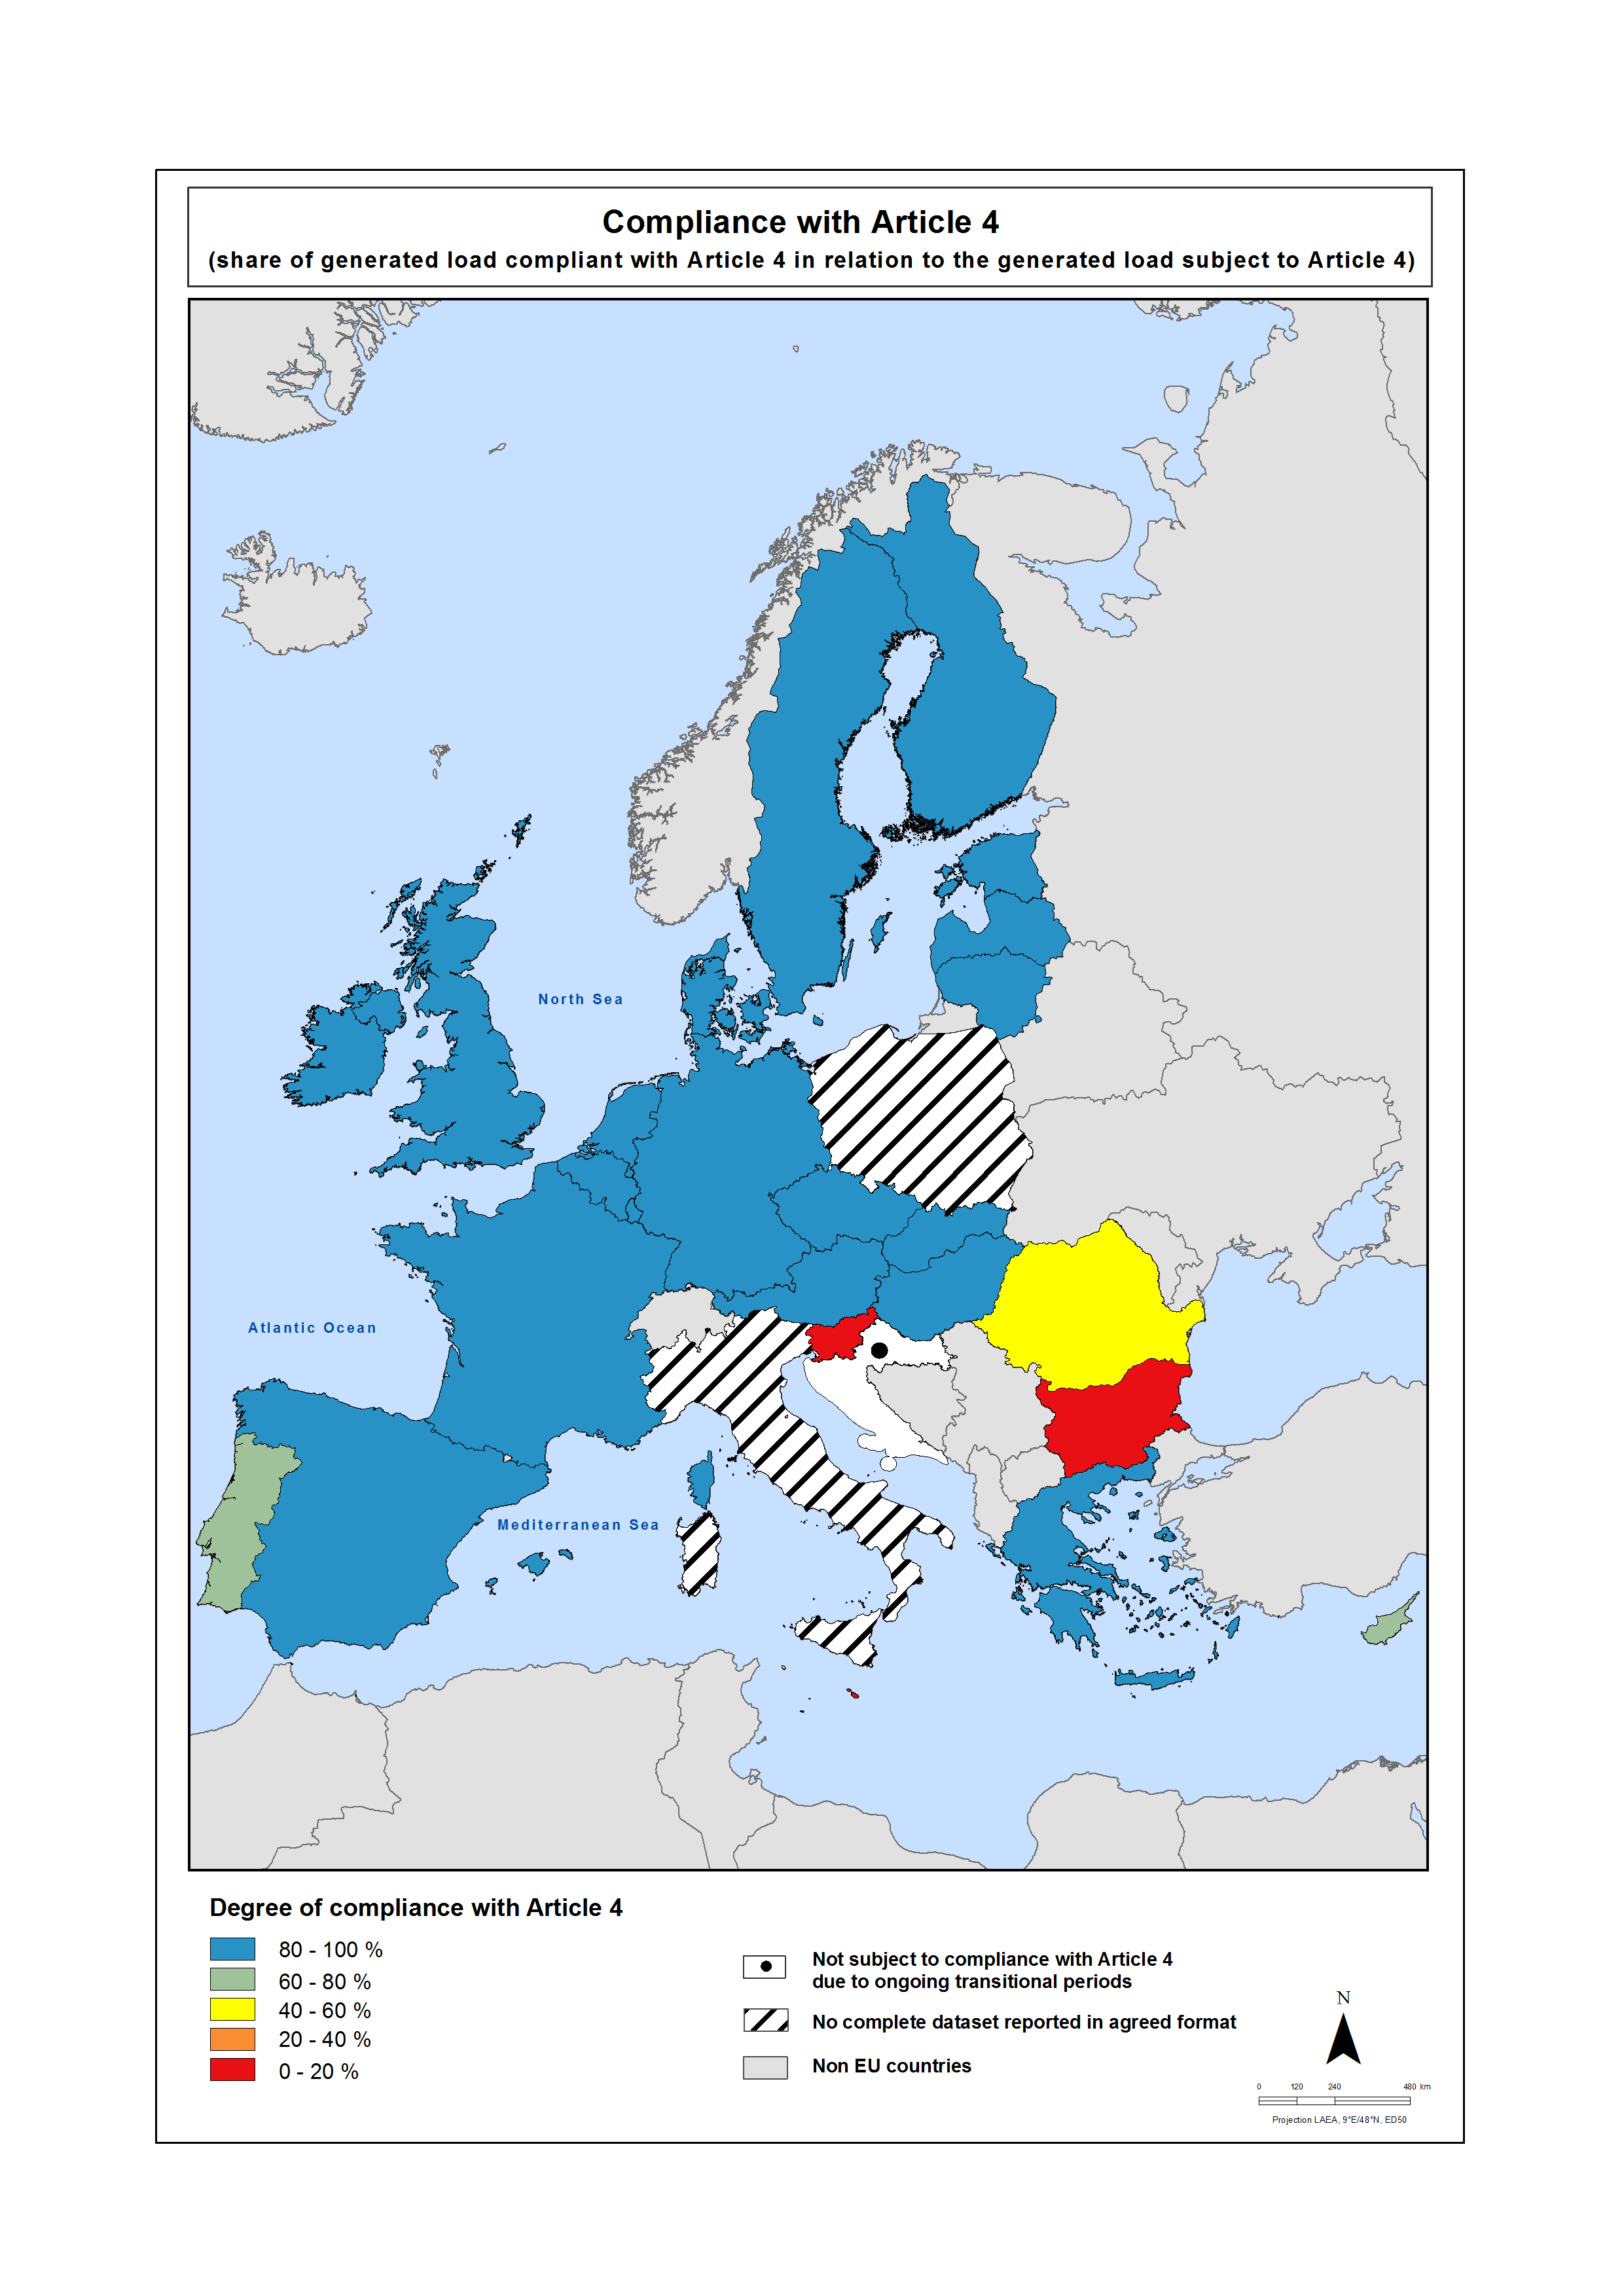 Compliance with Article 4
(share of generated load compliant with Article 4 in relation to the generated load subject to Article 4)
North Sea
Atlantic Ocean
Mediterranean Sea
Degree of compliance with Article 4
80 - 100 %
60 - 80 %
40 - 60 %
20 - 40 %
0 - 20 %
Not subject to compliance with Article 4
due to ongoing transitional periods
No complete dataset reported in agreed format
Non EU countries
N
0 120 240 480 km
Projection LAEA, 9°E/48°N, ED50